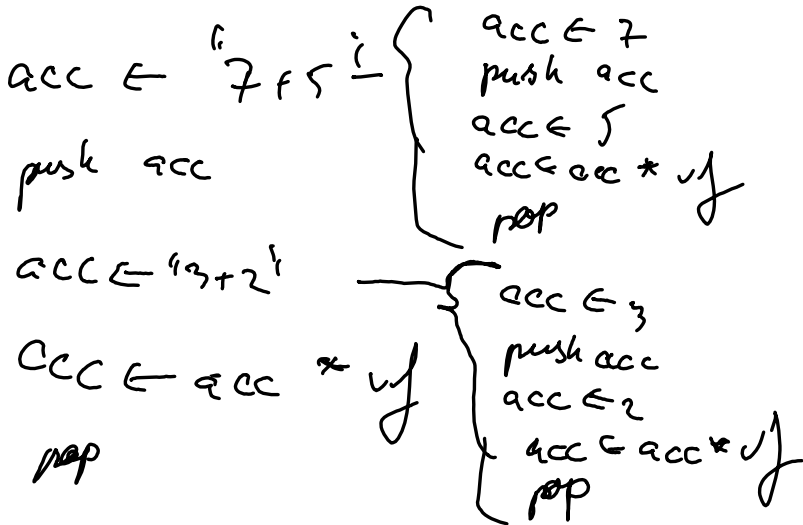 acc ← "7+5"
push acc
acc ← "3+2"
acc ← acc * vf
pop
acc ← 7
push acc
acc ← 5
acc ← acc * vf
pop
acc ← 3
push acc
acc ← 2
acc ← acc * vf
pop